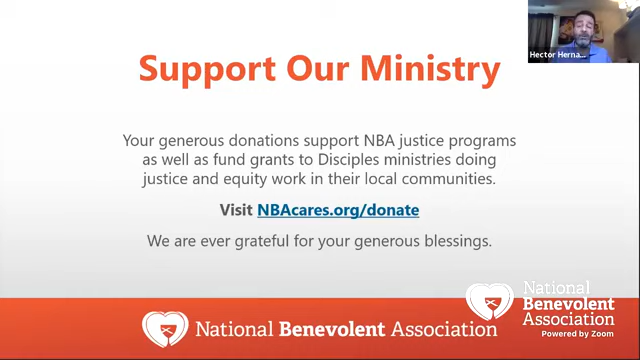 Support Our Ministry
Hector Herna...
Your generous donations support NBA justice programs
as well as fund grants to Disciples ministries doing
justice and equity work in their local communities.
Visit NBAcares.org/donate
We are ever grateful for your generous blessings.
National Benevolent Association
National
Benevolent
Association
Powered by Zoom